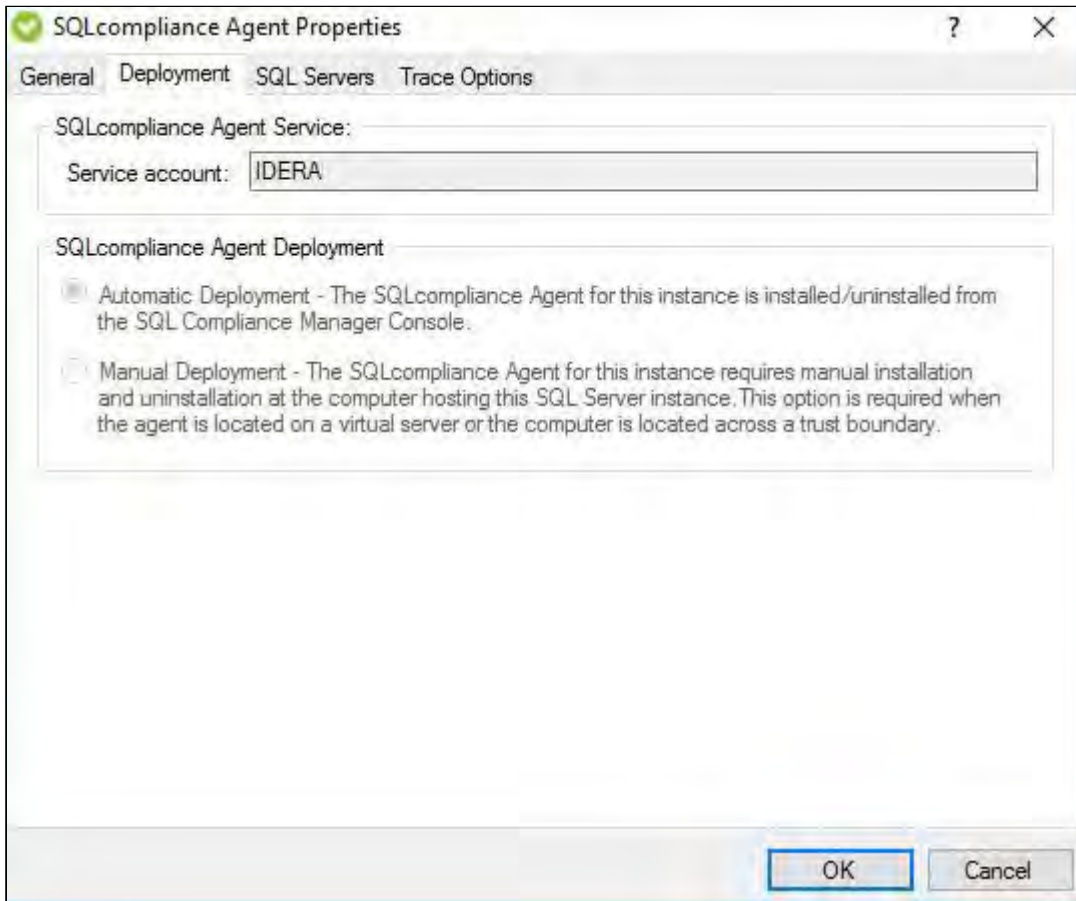 SQLcompliance Agent Properties
?
General Deployment SQL Servers Trace Options
SQLcompliance Agent Service:
Service account: IDERA
SQLcompliance Agent Deployment
Automatic Deployment - The SQLcompliance Agent for this instance is installed/uninstalled from
the SQL Compliance Manager Console.
Manual Deployment - The SQLcompliance Agent for this instance requires manual installation
and uninstallation at the computer hosting this SQL Server instance.This option is required when
the agent is located on a virtual server or the computer is located across a trust boundary.
OK Cancel